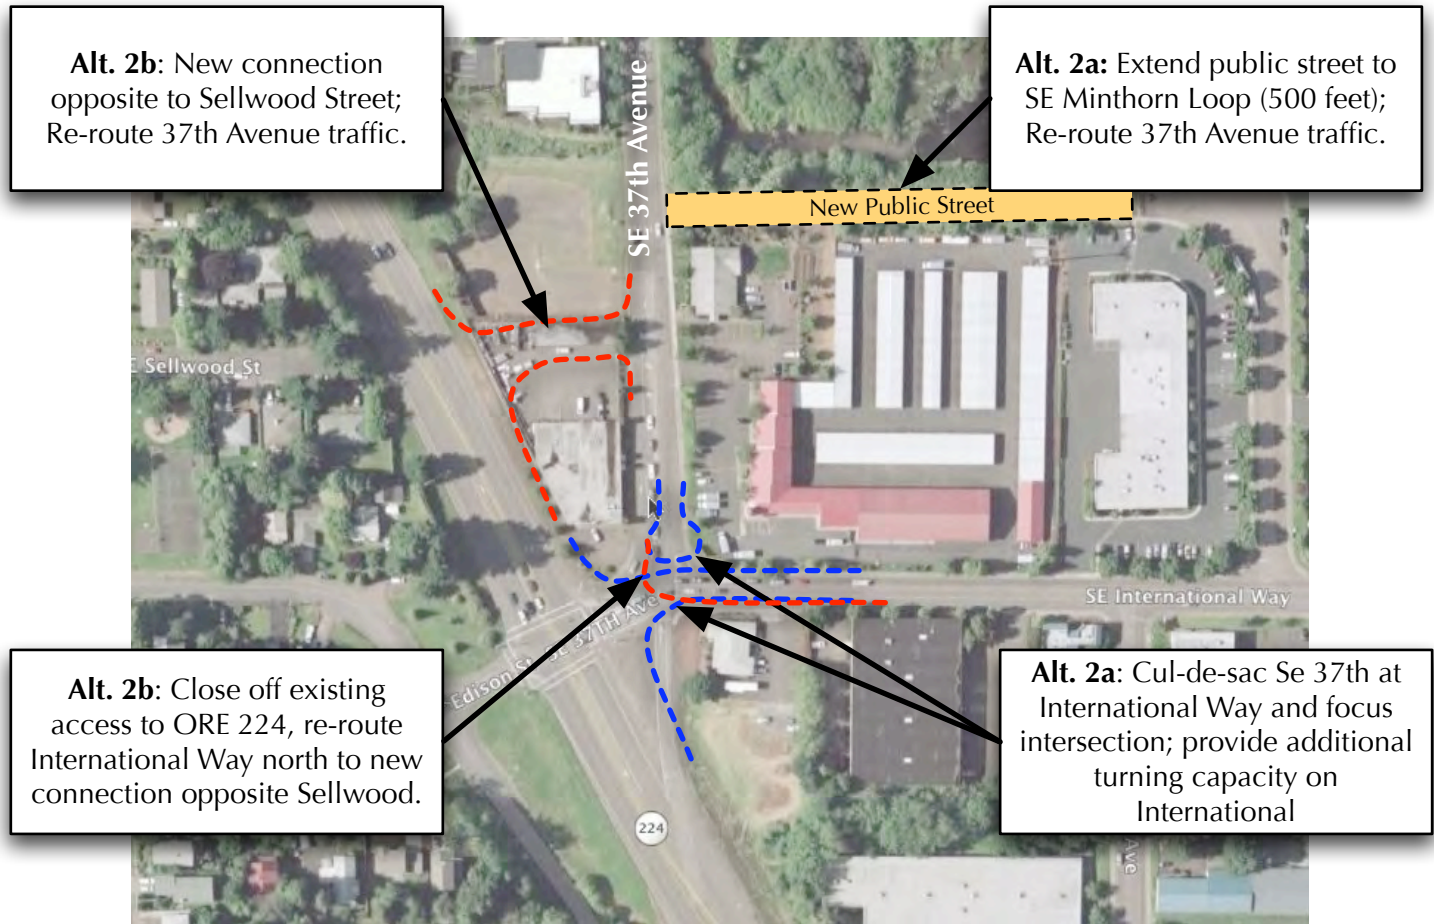 Alt. 2b: New connection
opposite to Sellwood Street;
Re-route 37th Avenue traffic.
Alt. 2a: Extend public street to
SE Minthorn Loop (500 feet);
Re-route 37th Avenue traffic.
SE 37th Avenue
New Public Street
E Sellwood St
SE International Way
SE 37TH Ave
Edison St
Alt. 2b: Close off existing
access to ORE 224, re-route
International Way north to new
connection opposite Sellwood.
Alt. 2a: Cul-de-sac Se 37th at
International Way and focus
intersection; provide additional
turning capacity on
International
224
Ave